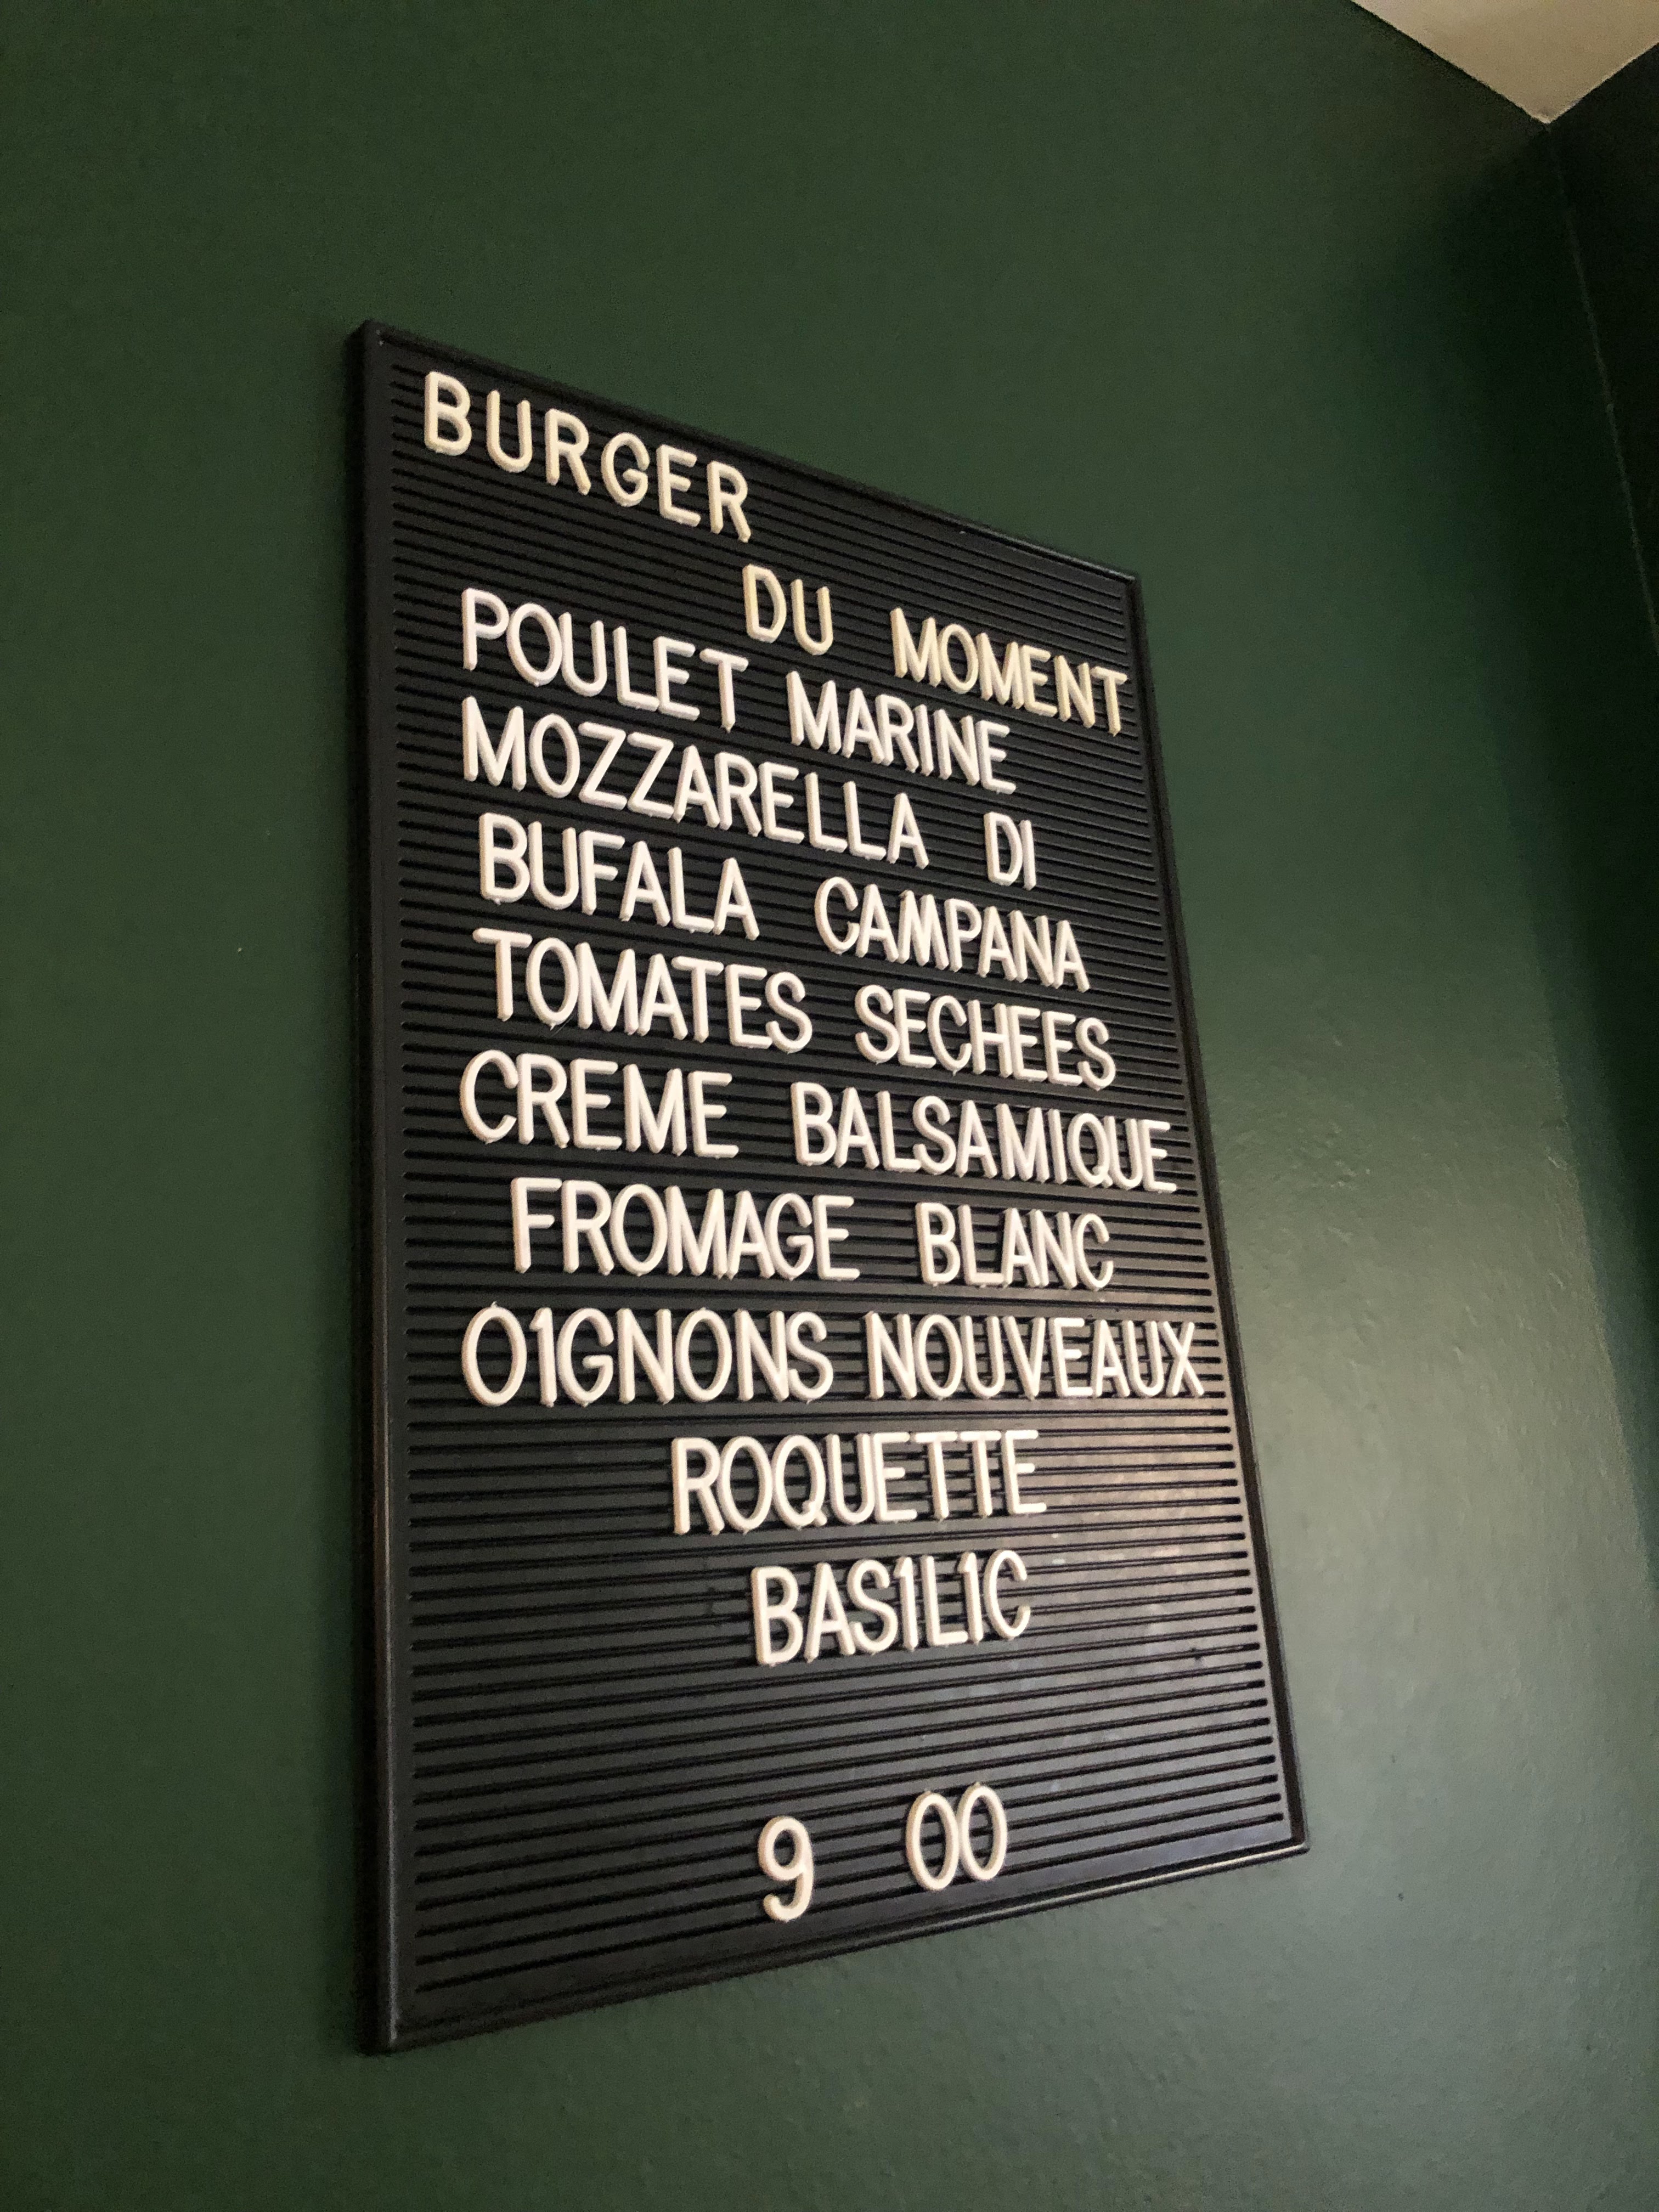 BURGER
DU MOMENT
POULET MARINE
MOZZARELLA DI
BUFALA CAMPANA
TOMATES SECHEES
CREME BALSAMIQUE
FROMAGE BLANC
O1GNONS NOUVEAUX
ROQUETTE
BAS1L1C
9 00